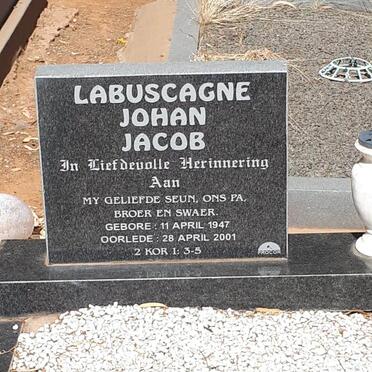 LABUSCAGNE
JOHAN
JACOB
In Liefdevolle Herinnering
Aan
MY GELIEFDE SEUN, ONS PA,
BROER EN SWAER.
GEBORE : 11 APRIL 1947
OORLEDE : 28 APRIL 2001
2 KOR 1: 3-5